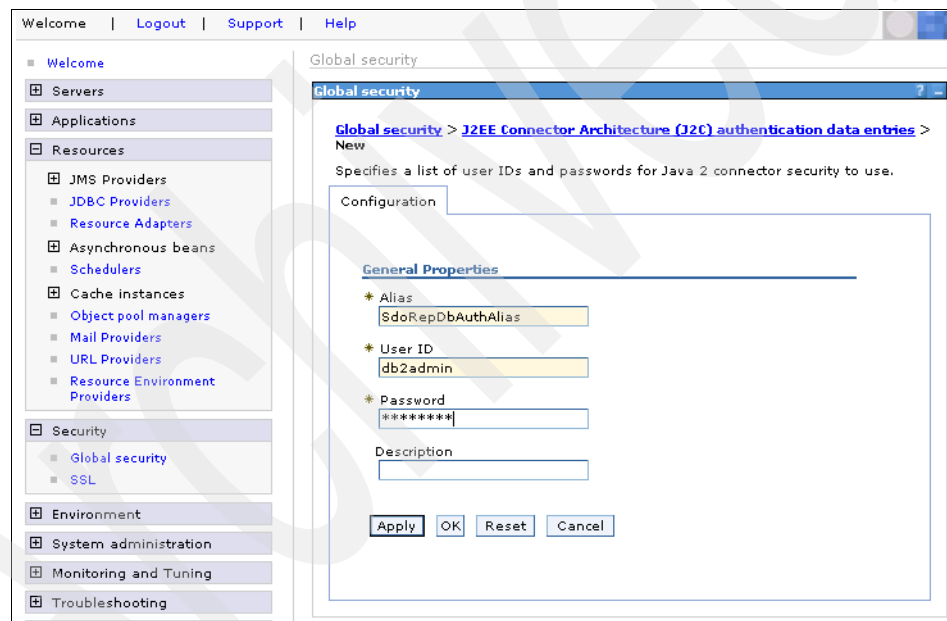 Welcome | Logout | Support | Help
Welcome
Servers
Applications
Resources
JMS Providers
JDBC Providers
Resource Adapters
Asynchronous beans
Schedulers
Cache instances
Object pool managers
Mail Providers
URL Providers
Resource Environment
Providers
Security
Global security
SSL
Environment
System administration
Monitoring and Tuning
Troubleshooting
Global security
Global security ? _
Global security > J2EE Connector Architecture (J2C) authentication data entries >
New
Specifies a list of user IDs and passwords for Java 2 connector security to use.
Configuration
General Properties
* Alias
SdoRepDbAuthAlias
* User ID
db2admin
* Password
********
Description
Apply OK Reset Cancel